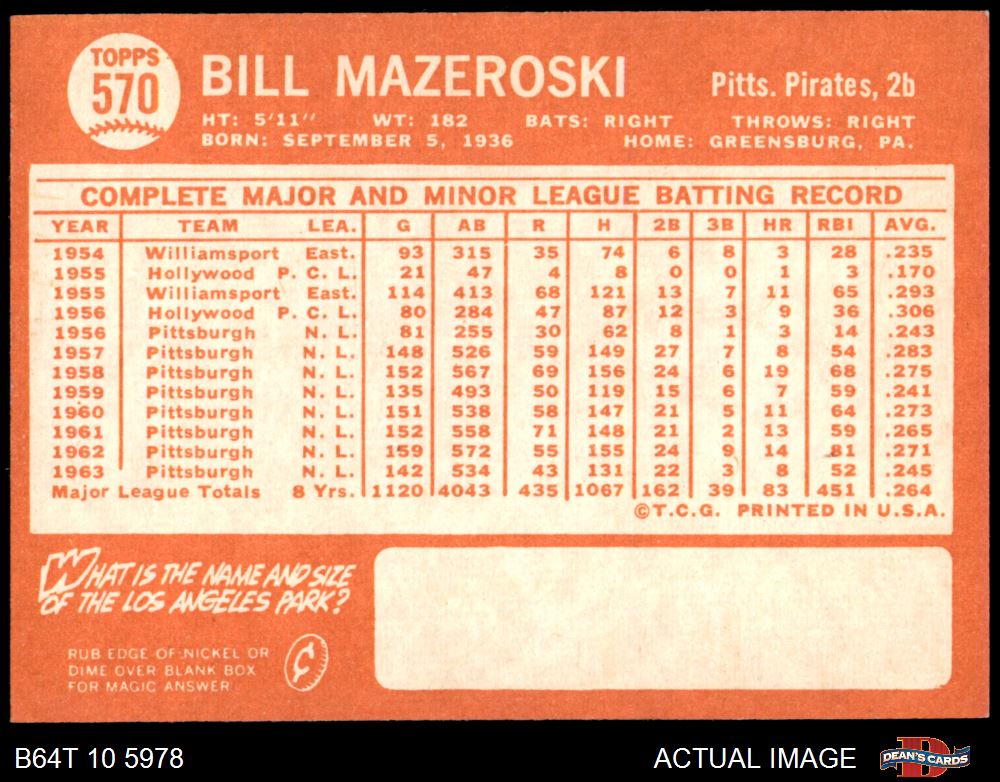 TOPPS
570
BILL MAZEROSKI Pitts. Pirates, 2b
HT: 5'11" WT: 182 BATS: RIGHT THROWS: RIGHT
BORN: SEPTEMBER 5, 1936 HOME: GREENSBURG, PA.
COMPLETE MAJOR AND MINOR LEAGUE BATTING RECORD
YEAR TEAM LEA. G AB R H 2B 3B HR RBI AVG.
1954 Williamsport East. 93 315 35 74 6 8 3 28 .235
1955 Hollywood P. C. L. 21 47 4 8 0 0 1 3 .170
1955 Williamsport East. 114 413 68 121 13 7 11 65 .293
1956 Hollywood P. C. L. 80 284 47 87 12 3 9 36 .306
1956 Pittsburgh N. L. 81 255 30 62 8 1 3 14 .243
1957 Pittsburgh N. L. 148 526 59 149 27 7 8 54 .283
1958 Pittsburgh N. L. 152 567 69 156 24 6 19 68 .275
1959 Pittsburgh N. L. 135 493 50 119 15 6 7 59 .241
1960 Pittsburgh N. L. 151 538 58 147 21 5 11 64 .273
1961 Pittsburgh N. L. 152 558 71 148 21 2 13 59 .265
1962 Pittsburgh N. L. 159 572 55 155 24 9 14 81 .271
1963 Pittsburgh N. L. 142 534 43 131 22 3 8 52 .245
Major League Totals 8 Yrs. 1120 4043 435 1067 162 39 83 451 .264
©T.C.G. PRINTED IN U.S.A.
WHAT IS THE NAME AND SIZE
OF THE LOS ANGELES PARK?
RUB EDGE OF NICKEL OR
DIME OVER BLANK BOX
FOR MAGIC ANSWER
¢
B64T 10 5978 ACTUAL IMAGE DEAN'S CARDS